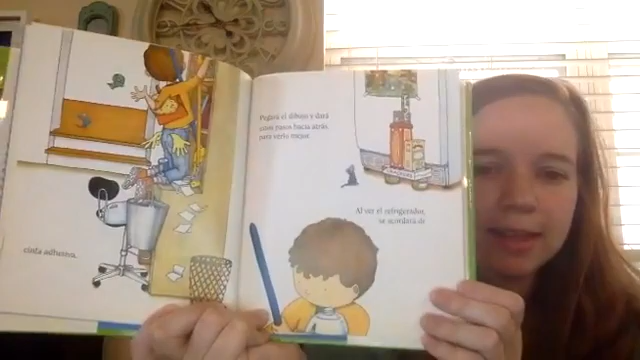 cinta adhesiva.
Pegará el dibujo y dará
unos pasos hacia atrás,
para verlo mejor.
Al ver el refrigerador,
se acordará de